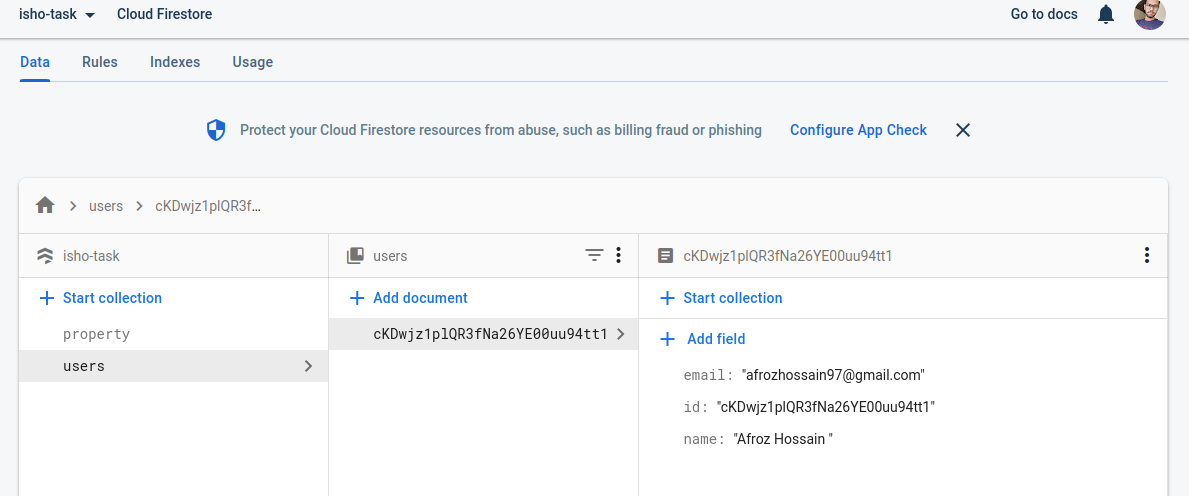 isho-task Cloud Firestore Go to docs
Data Rules Indexes Usage
Protect your Cloud Firestore resources from abuse, such as billing fraud or phishing Configure App Check
users cKDwjz1plQR3f…
isho-task users cKDwjz1plQR3fNa26YE00uu94tt1
Start collection Add document Start collection
property cKDwjz1plQR3fNa26YE00uu94tt1 Add field
users
email: "afrozhossain97@gmail.com"
id: "cKDwjz1plQR3fNa26YE00uu94tt1"
name: "Afroz Hossain "